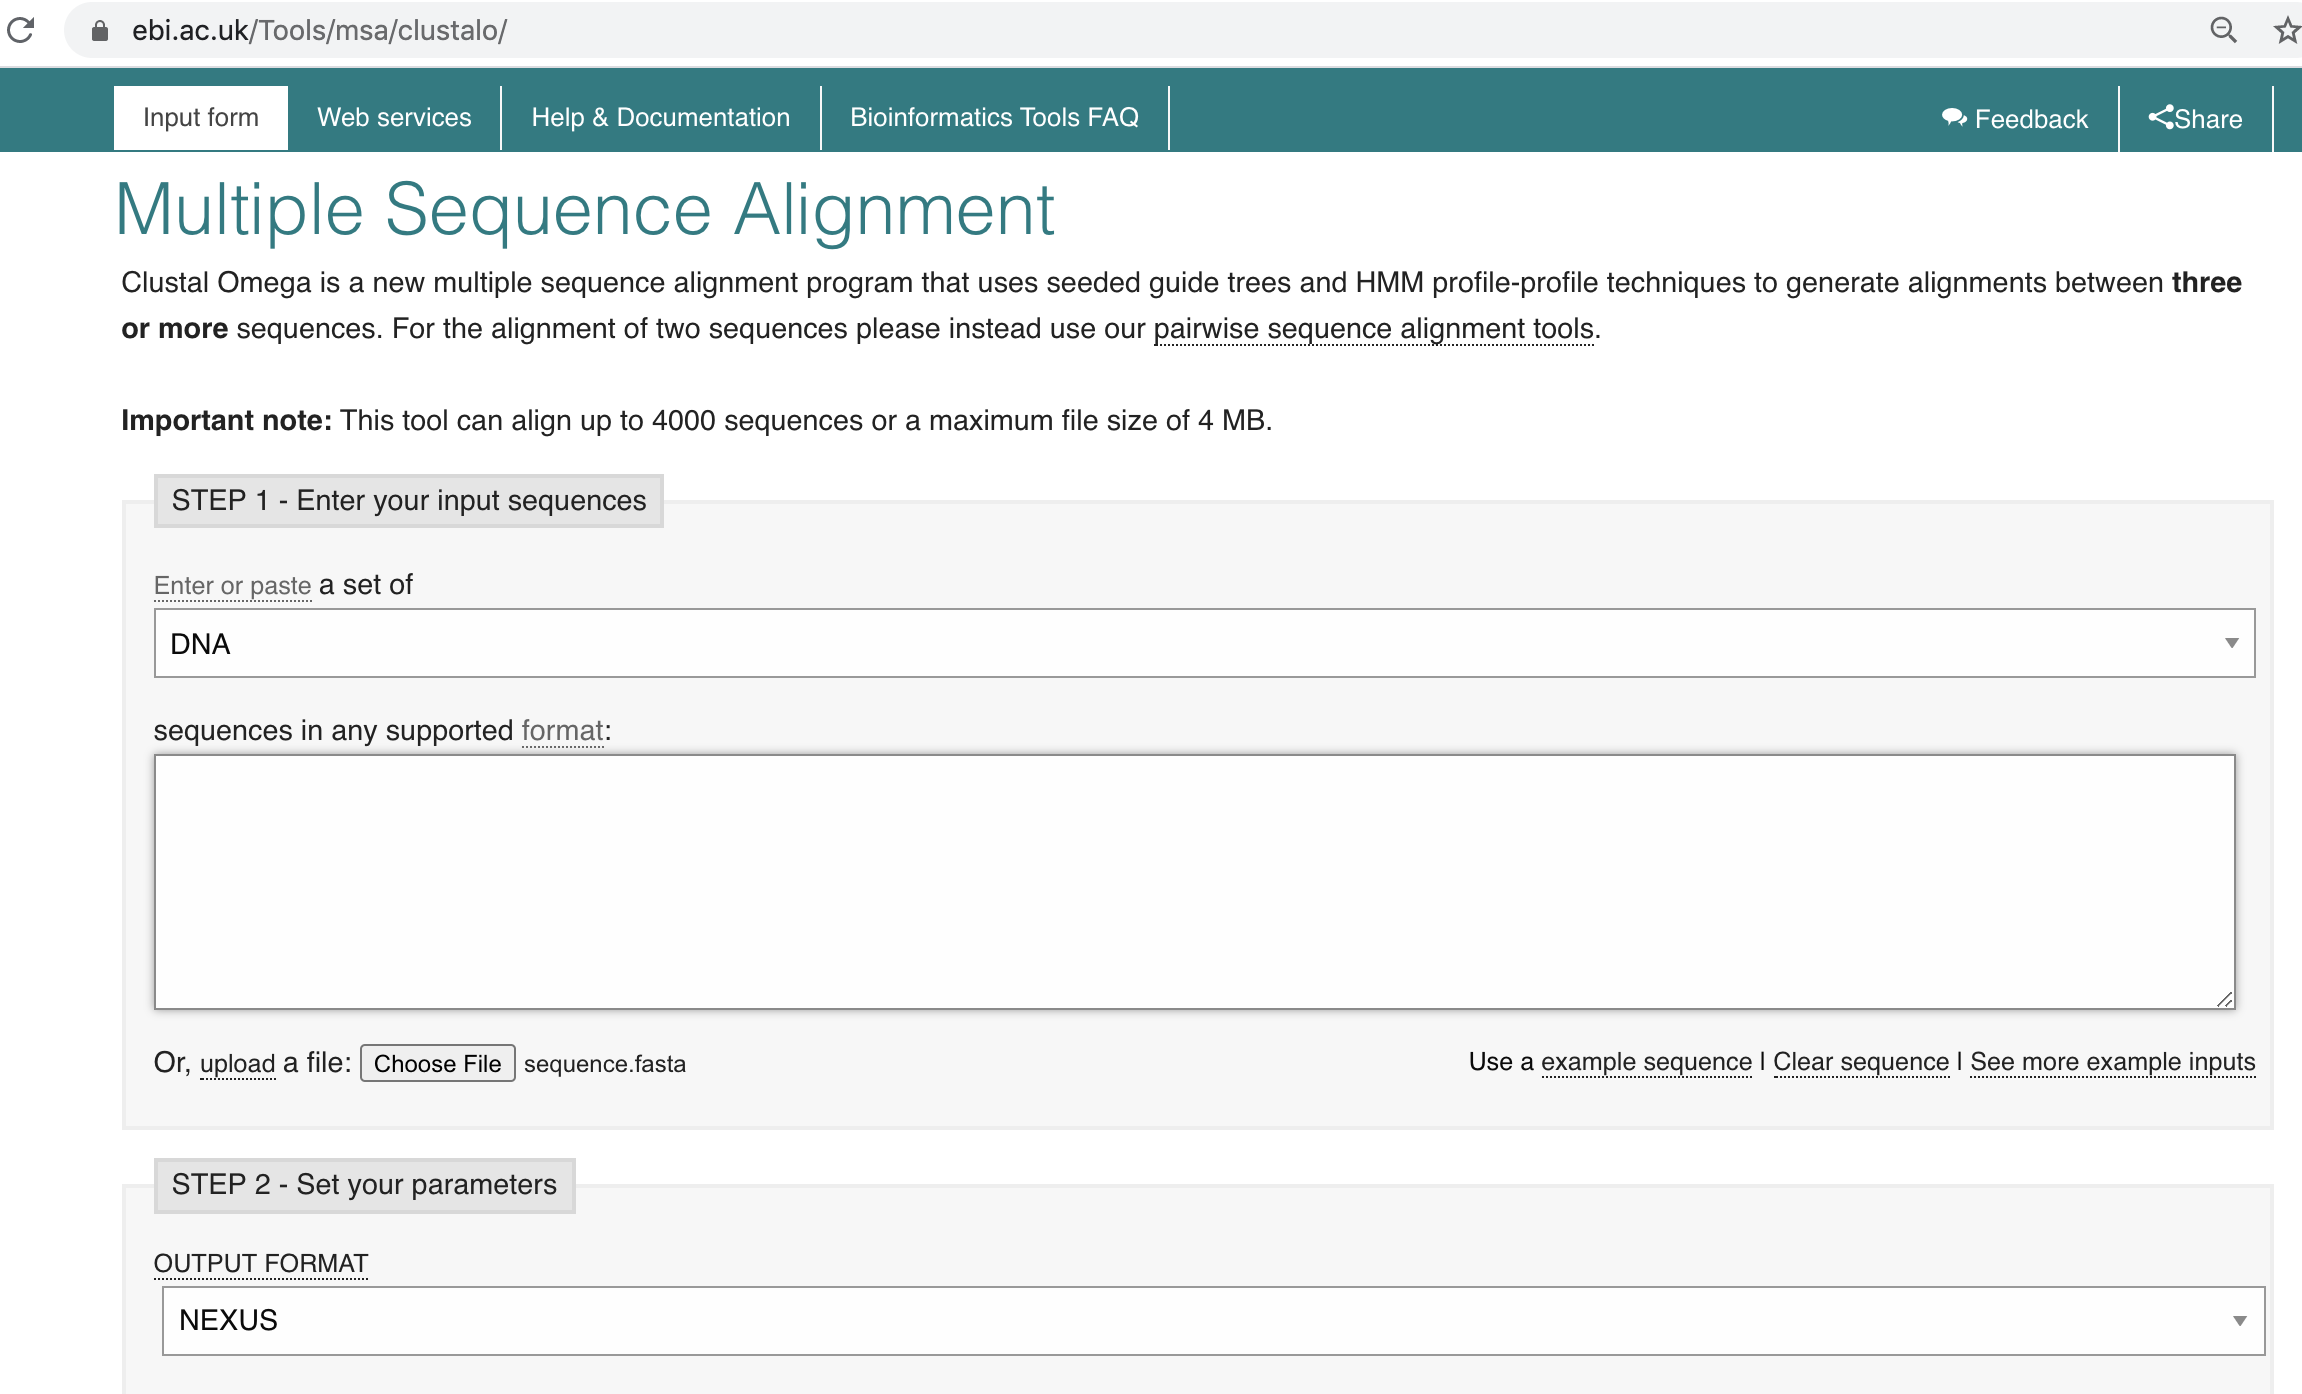 ebi.ac.uk/Tools/msa/clustalo/
Input form Web services Help & Documentation Bioinformatics Tools FAQ Feedback Share
Multiple Sequence Alignment
Clustal Omega is a new multiple sequence alignment program that uses seeded guide trees and HMM profile-profile techniques to generate alignments between three
or more sequences. For the alignment of two sequences please instead use our pairwise sequence alignment tools.
Important note: This tool can align up to 4000 sequences or a maximum file size of 4 MB.
STEP 1 - Enter your input sequences
Enter or paste a set of
DNA
sequences in any supported format:
Or, upload a file: Choose File sequence.fasta Use a example sequence | Clear sequence | See more example inputs
STEP 2 - Set your parameters
OUTPUT FORMAT
NEXUS